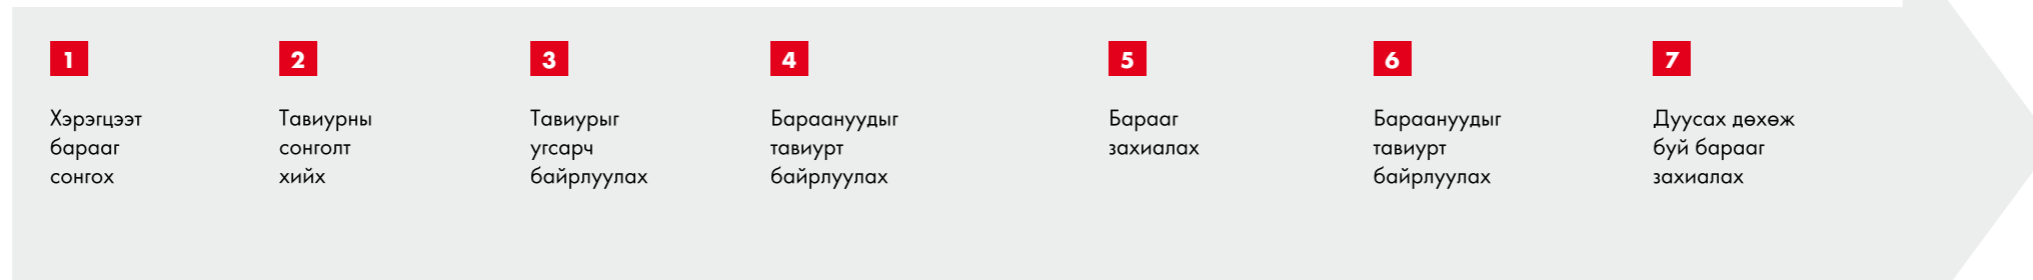 1
Хэрэгцээт
барааг
сонгох
2
Тавиурны
сонголт
хийх
3
Тавиурыг
угсарч
байрлуулах
4
Бараануудыг
тавиурт
байрлуулах
5
Барааг
захиалах
6
Бараануудыг
тавиурт
байрлуулах
7
Дуусах дөхөж
буй барааг
захиалах